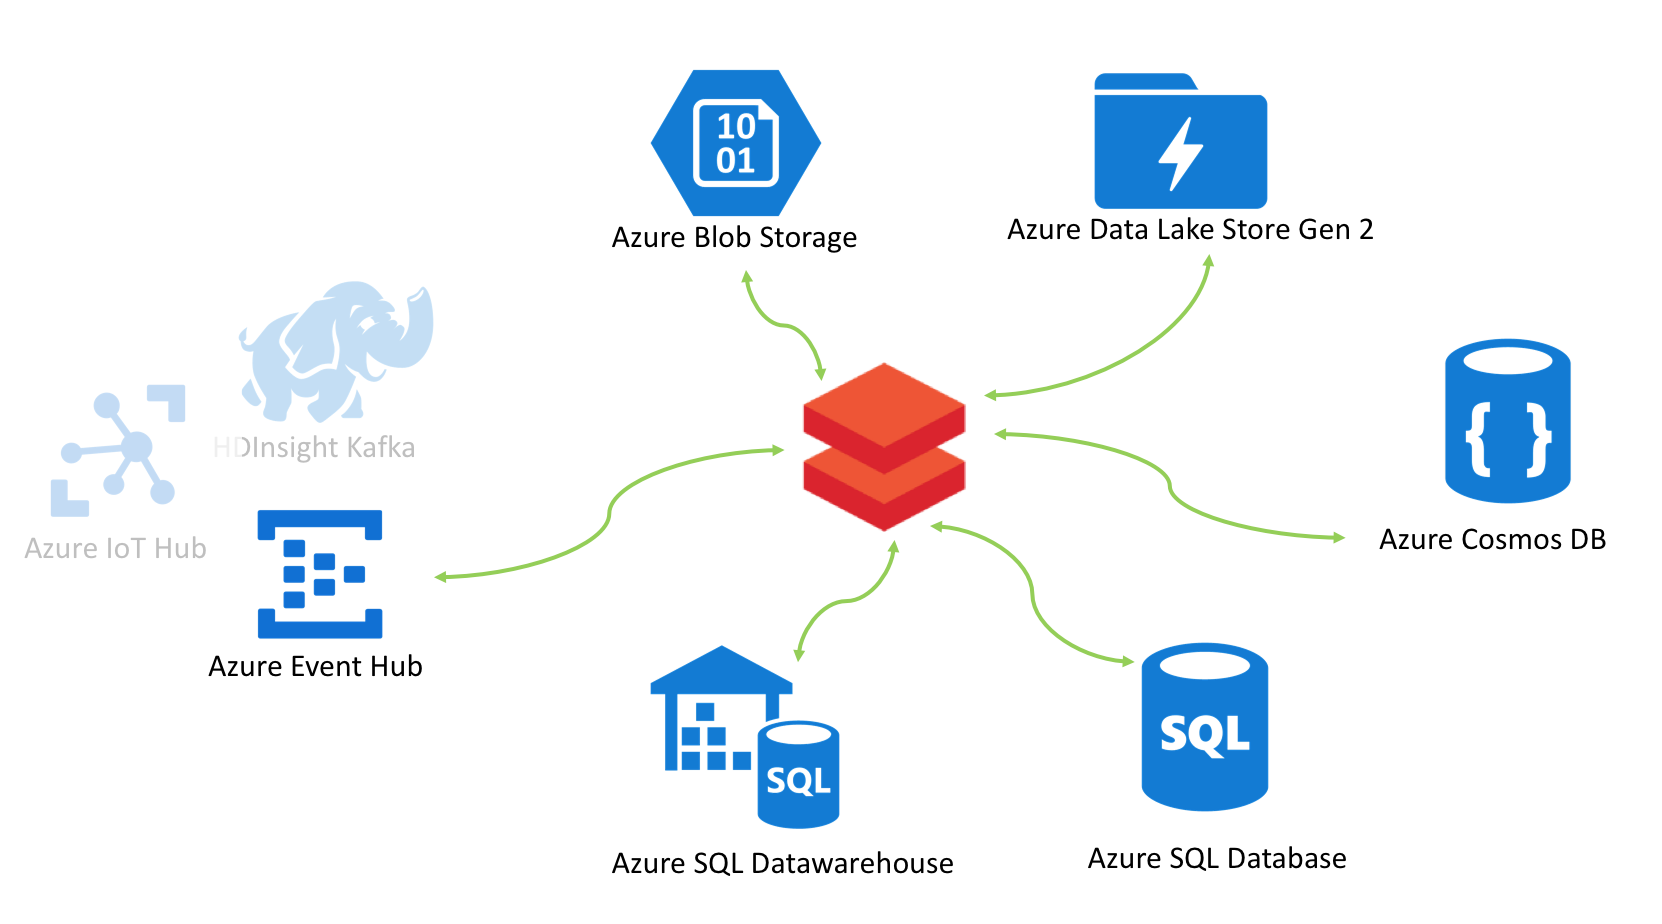 10
01
Azure Blob Storage
Azure Data Lake Store Gen 2
HDInsight Kafka
Azure IoT Hub
{ }
Azure Cosmos DB
Azure Event Hub
SQL
Azure SQL Datawarehouse
SQL
Azure SQL Database